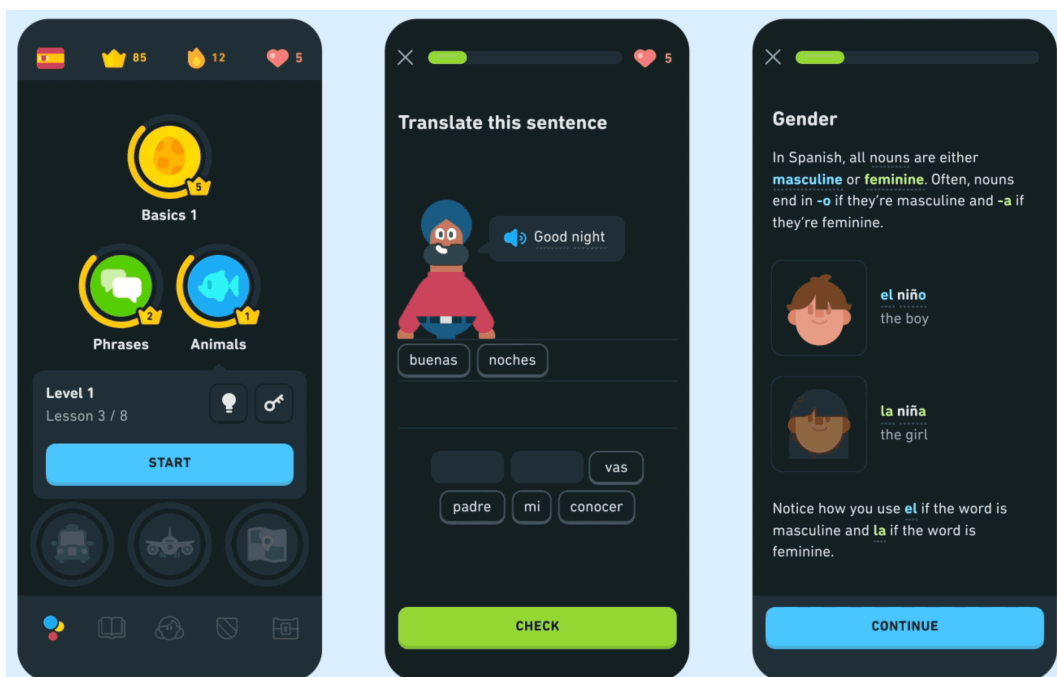 85 12 5
5
Basics 1
2 1
Phrases Animals
Level 1
Lesson 3 / 8
START
5
Translate this sentence
Good night
buenas noches
vas
padre mi conocer
CHECK
Gender
In Spanish, all nouns are either
masculine or feminine. Often, nouns
end in -o if they’re masculine and -a if
they’re feminine.
el niño
the boy
la niña
the girl
Notice how you use el if the word is
masculine and la if the word is
feminine.
CONTINUE